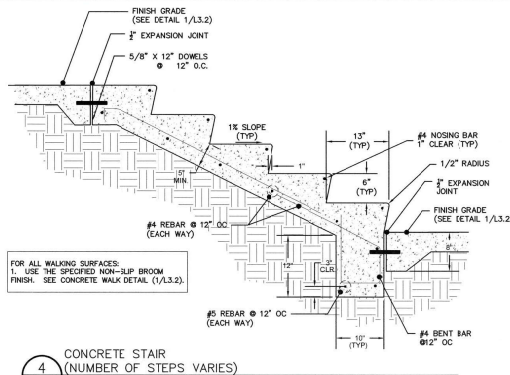 FINISH GRADE
(SEE DETAIL 1/L3.2)
½" EXPANSION JOINT
5/8" X 12" DOWELS
@ 12" O.C.
1% SLOPE
(TYP)
13"
(TYP)
#4 NOSING BAR
1" CLEAR (TYP)
1"
6"
(TYP)
1/2" RADIUS
½" EXPANSION
JOINT
FINISH GRADE
(SEE DETAIL 1/L3.2
5"
MIN.
#4 REBAR @ 12" OC
(EACH WAY)
8"
12"
3"
CLR
FOR ALL WALKING SURFACES:
1. USE THE SPECIFIED NON-SLIP BROOM
FINISH. SEE CONCRETE WALK DETAIL (1/L3.2).
#5 REBAR @ 12" OC
(EACH WAY)
10"
(TYP)
#4 BENT BAR
@12" OC
4
CONCRETE STAIR
(NUMBER OF STEPS VARIES)